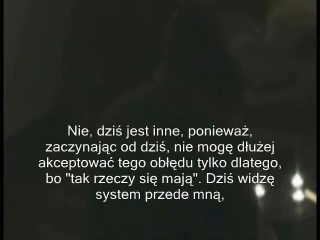 Nie, dziś jest inne, ponieważ,
zaczynając od dziś, nie mogę dłużej
akceptować tego obłędu tylko dlatego,
bo "tak rzeczy się mają". Dziś widzę
system przede mną,